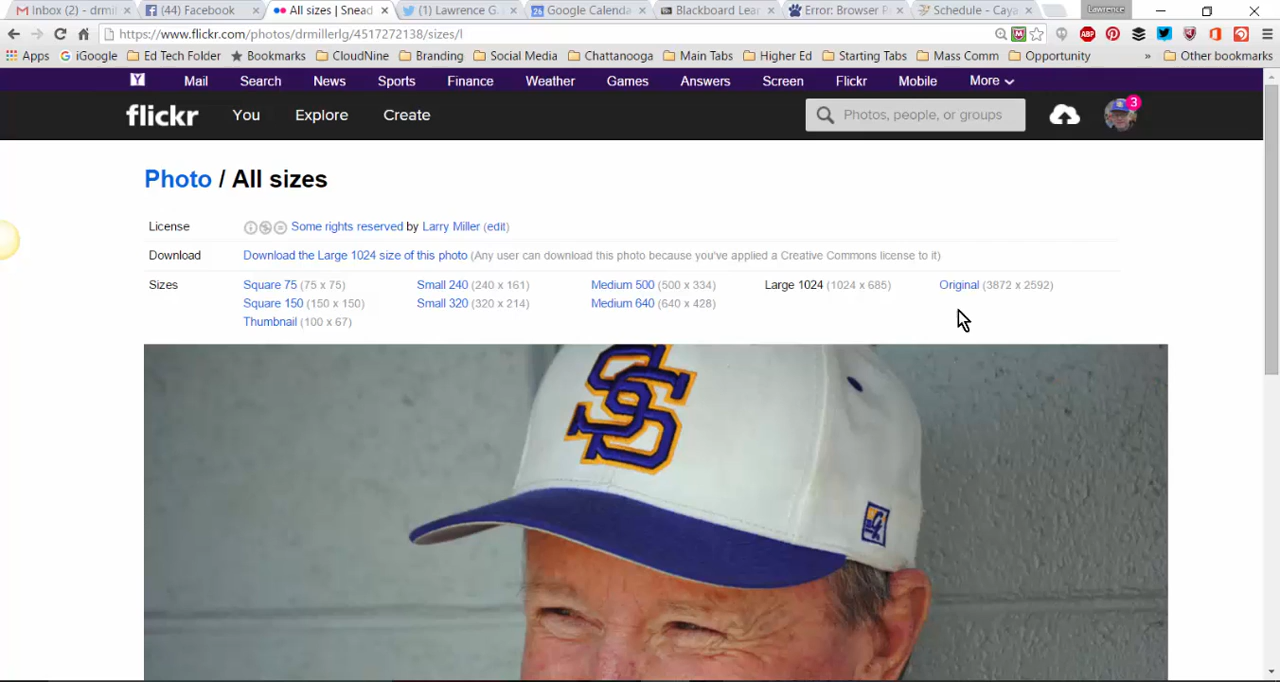 Inbox (2) - drmil
(44) Facebook
All sizes | Snead
(1) Lawrence G.
Google Calenda
Blackboard Lear
Error: Browser P
Schedule - Caya
Lawrence
https://www.flickr.com/photos/drmillerlg/4517272138/sizes/l
ABP
Apps iGoogle Ed Tech Folder Bookmarks CloudNine Branding Social Media Chattanooga Main Tabs Higher Ed Starting Tabs Mass Comm Opportunity » Other bookmarks
Y Mail Search News Sports Finance Weather Games Answers Screen Flickr Mobile More
flickr You Explore Create Photos, people, or groups 3
Photo / All sizes
License Some rights reserved by Larry Miller (edit)
Download Download the Large 1024 size of this photo (Any user can download this photo because you've applied a Creative Commons license to it)
Sizes Square 75 (75 x 75) Small 240 (240 x 161) Medium 500 (500 x 334) Large 1024 (1024 x 685) Original (3872 x 2592)
Square 150 (150 x 150) Small 320 (320 x 214) Medium 640 (640 x 428)
Thumbnail (100 x 67)
SS